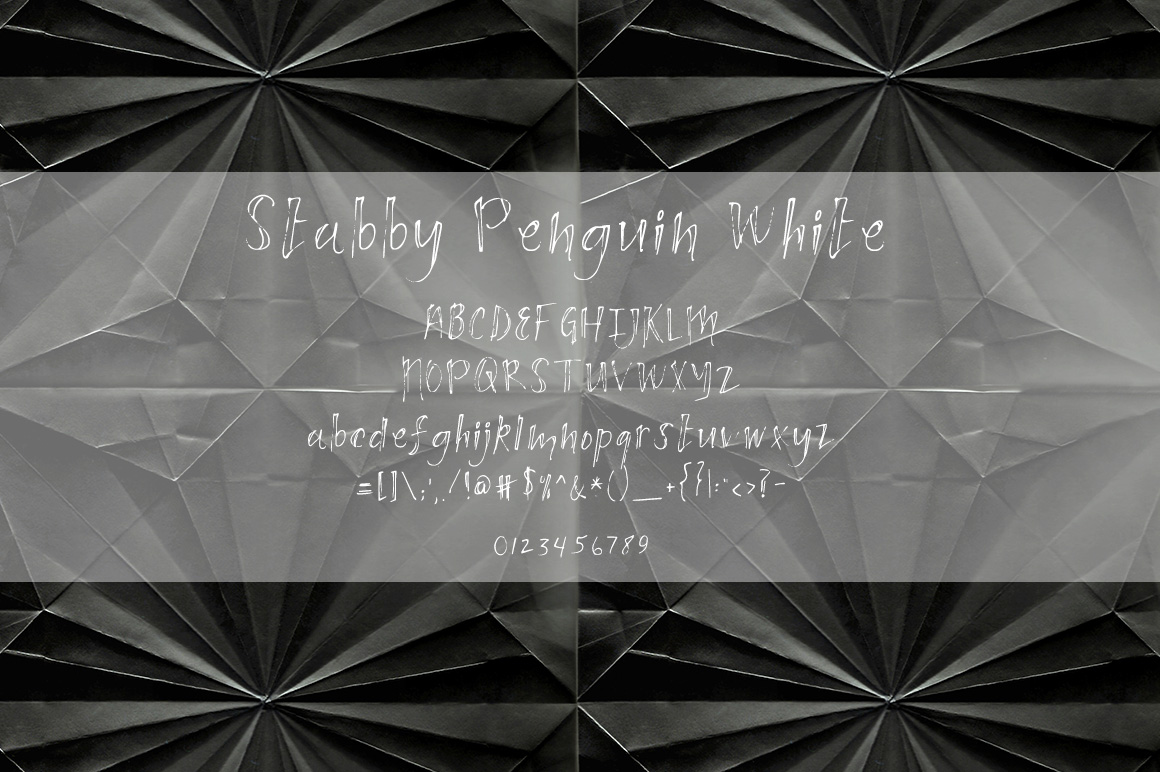 Stabby Penguin White
ABCDEFGHIJKLM
NOPQRSTUVWXYZ
abcdefghijklmnopqrstuvwxyz
=[]\;',./!@#$%^&*()_+{}|:"<>?-
0123456789